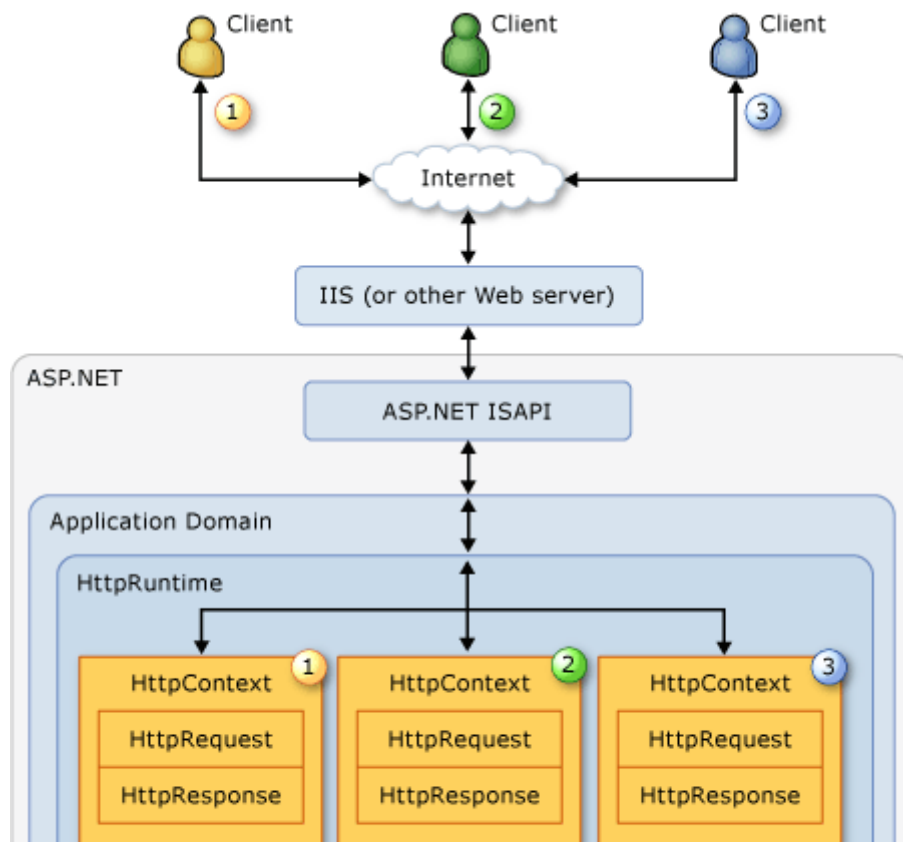 Client
Client
Client
1
2
3
Internet
IIS (or other Web server)
ASP.NET
ASP.NET ISAPI
Application Domain
HttpRuntime
1
2
3
HttpContext
HttpContext
HttpContext
HttpRequest
HttpRequest
HttpRequest
HttpResponse
HttpResponse
HttpResponse